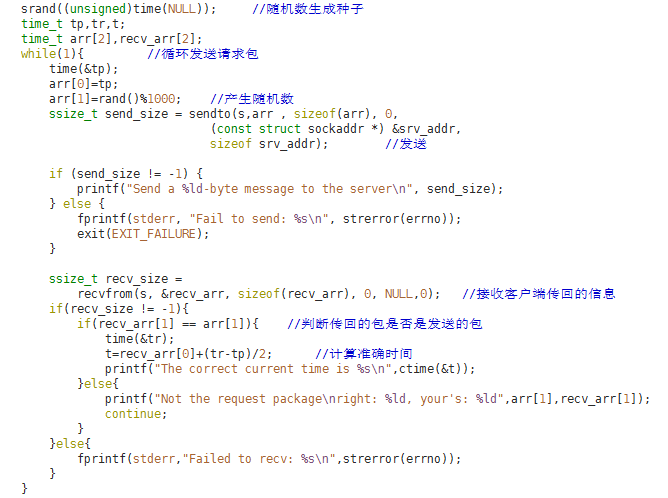 srand((unsigned)time(NULL));     //随机数生成种子
time_t tp,tr,t;
time_t arr[2],recv_arr[2];
while(1){         //循环发送请求包
    time(&tp);
    arr[0]=tp;
    arr[1]=rand()%1000;    //产生随机数
    ssize_t send_size = sendto(s,arr , sizeof(arr), 0,
                           (const struct sockaddr *) &srv_addr,
                           sizeof srv_addr);        //发送

    if (send_size != -1) {
        printf("Send a %ld-byte message to the server\n", send_size);
    } else {
        fprintf(stderr, "Fail to send: %s\n", strerror(errno));
        exit(EXIT_FAILURE);
    }

    ssize_t recv_size =
        recvfrom(s, &recv_arr, sizeof(recv_arr), 0, NULL,0);   //接收客户端传回的信息
    if(recv_size != -1){
        if(recv_arr[1] == arr[1]){    //判断传回的包是否是发送的包
            time(&tr);
            t=recv_arr[0]+(tr-tp)/2;      //计算准确时间
            printf("The correct current time is %s\n",ctime(&t));
        }else{
            printf("Not the request package\nright: %ld, your's: %ld",arr[1],recv_arr[1]);
            continue;
        }
    }else{
        fprintf(stderr,"Failed to recv: %s\n",strerror(errno));
    }
}